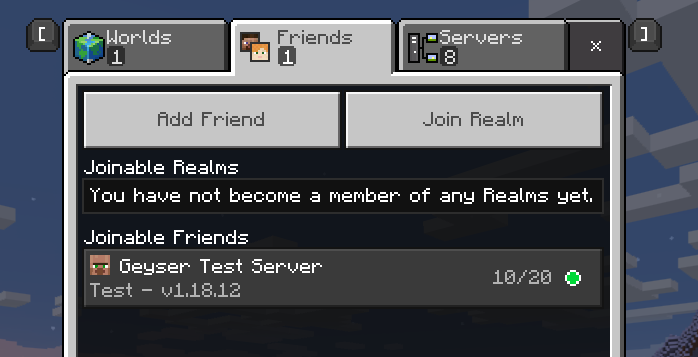 [ Worlds Friends Servers x ]
1 1 8
Add Friend Join Realm
Joinable Realms
You have not become a member of any Realms yet.
Joinable Friends
Geyser Test Server
10/20
Test - v1.18.12